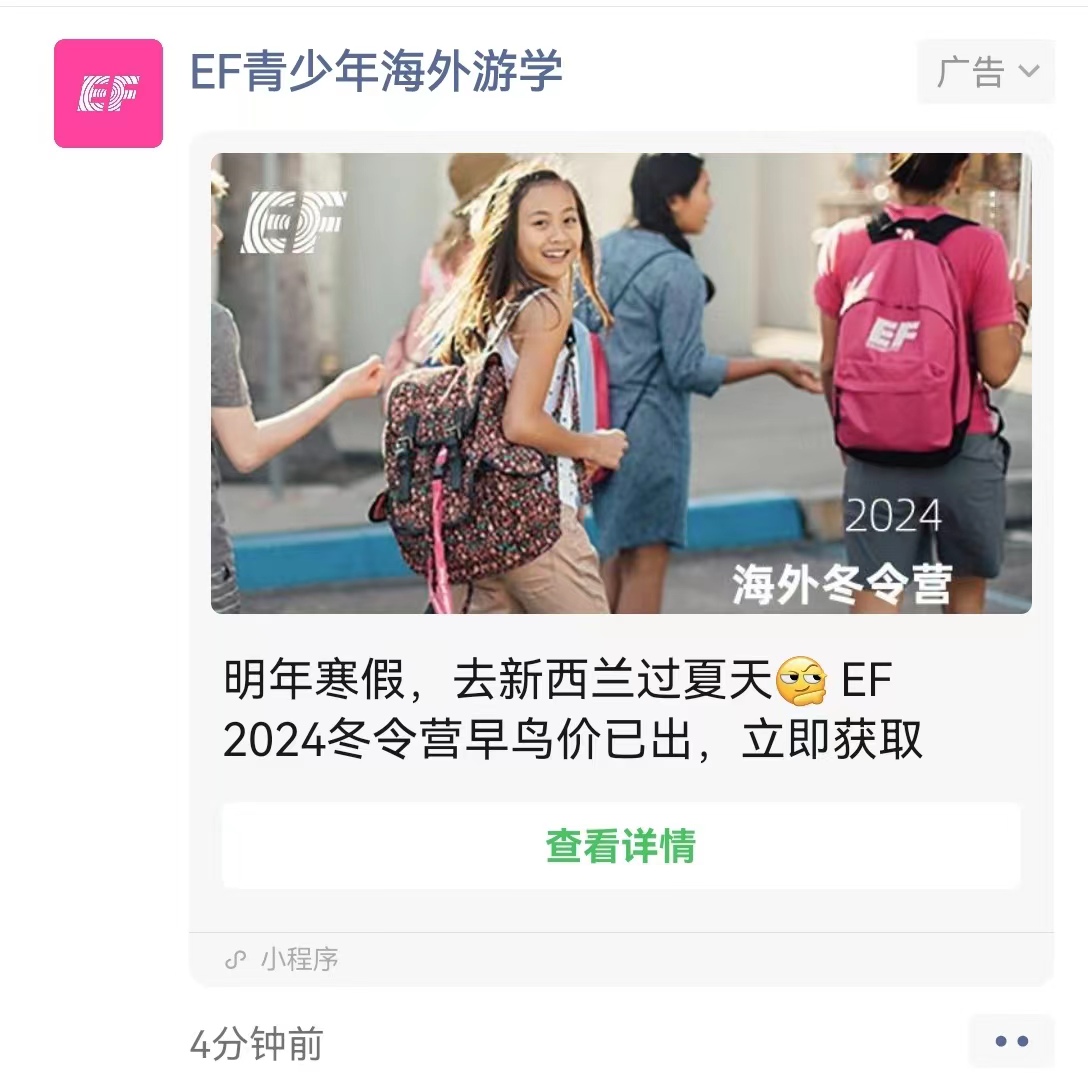 EF
EF青少年海外游学
广告
EF
EF
2024
海外冬令营
明年寒假，去新西兰过夏天🤔 EF
2024冬令营早鸟价已出，立即获取
查看详情
小程序
4分钟前